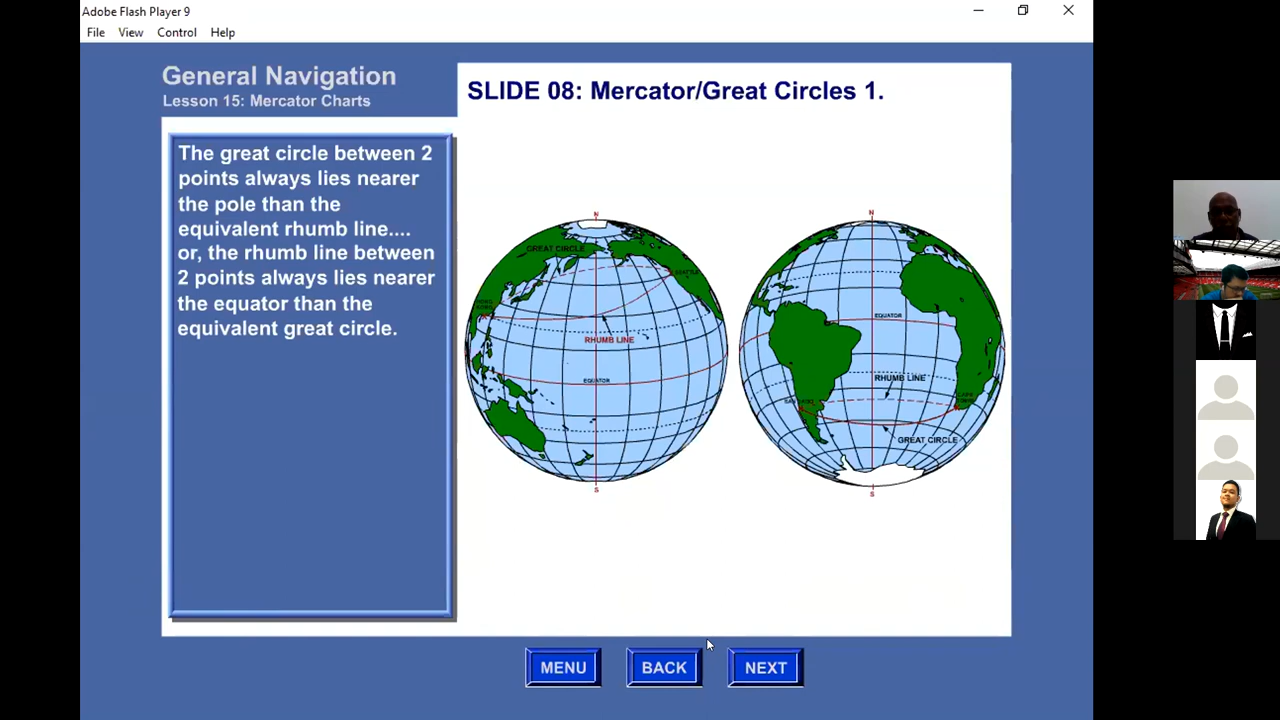 Adobe Flash Player 9
File View Control Help
General Navigation
Lesson 15: Mercator Charts
SLIDE 08: Mercator/Great Circles 1.
The great circle between 2
points always lies nearer
the pole than the
equivalent rhumb line....
or, the rhumb line between
2 points always lies nearer
the equator than the
equivalent great circle.
N
GREAT CIRCLE
SEATTLE
HONG
RHUMB LINE
EQUATOR
S
N
EQUATOR
RHUMB LINE
CAPE
GREAT CIRCLE
S
MENU
BACK
NEXT